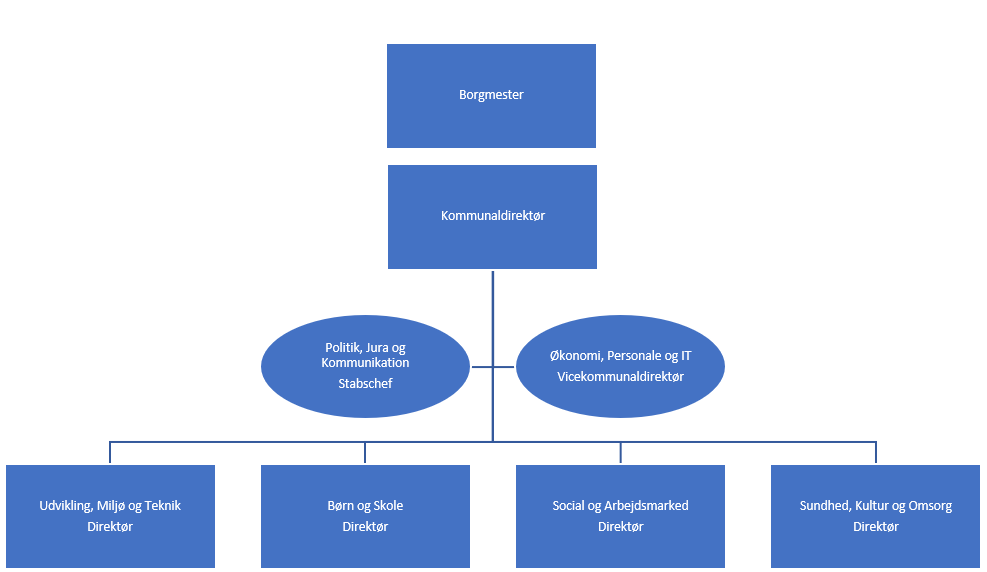 Borgmester
Kommunaldirektør
Politik, Jura og
Kommunikation
Stabschef
Økonomi, Personale og IT
Vicekommunaldirektør
Udvikling, Miljø og Teknik
Direktør
Børn og Skole
Direktør
Social og Arbejdsmarked
Direktør
Sundhed, Kultur og Omsorg
Direktør